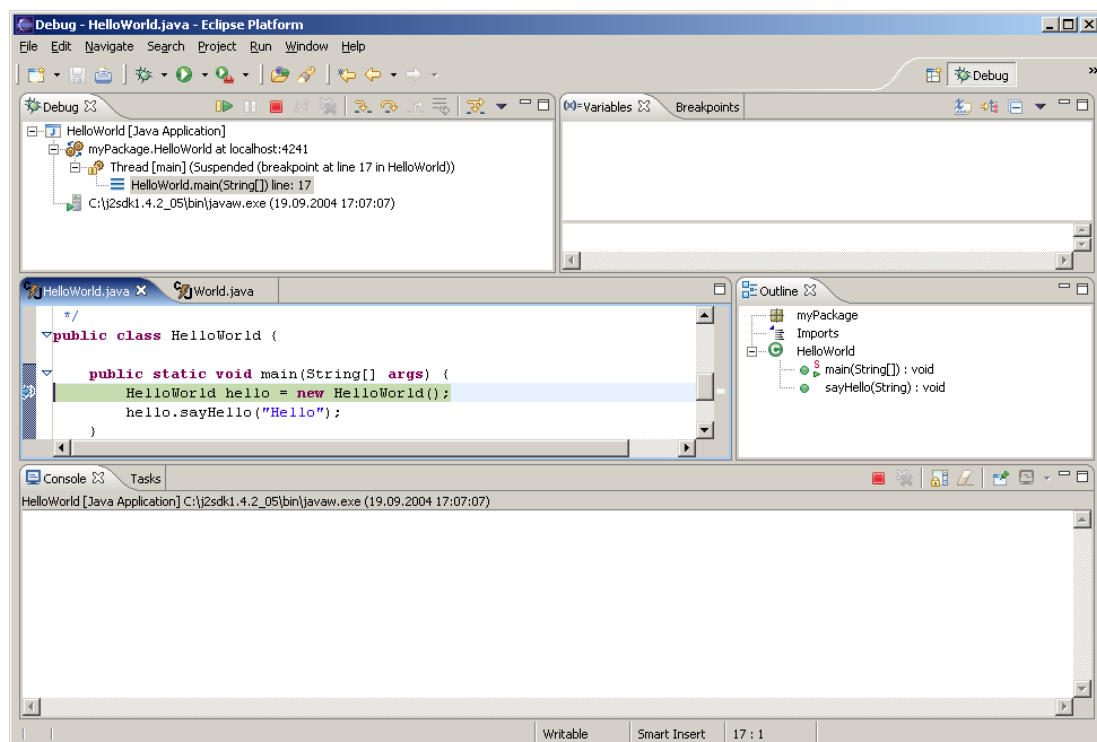 Debug - HelloWorld.java - Eclipse Platform
File Edit Navigate Search Project Run Window Help
Debug »
Debug
HelloWorld [Java Application]
myPackage.HelloWorld at localhost:4241
Thread [main] (Suspended (breakpoint at line 17 in HelloWorld))
HelloWorld.main(String[]) line: 17
C:\j2sdk1.4.2_05\bin\javaw.exe (19.09.2004 17:07:07)
(x)= Variables Breakpoints
HelloWorld.java World.java
*/
public class HelloWorld {
public static void main(String[] args) {
HelloWorld hello = new HelloWorld();
hello.sayHello("Hello");
}
Outline
myPackage
Imports
HelloWorld
main(String[]) : void
sayHello(String) : void
Console Tasks
HelloWorld [Java Application] C:\j2sdk1.4.2_05\bin\javaw.exe (19.09.2004 17:07:07)
Writable Smart Insert 17 : 1